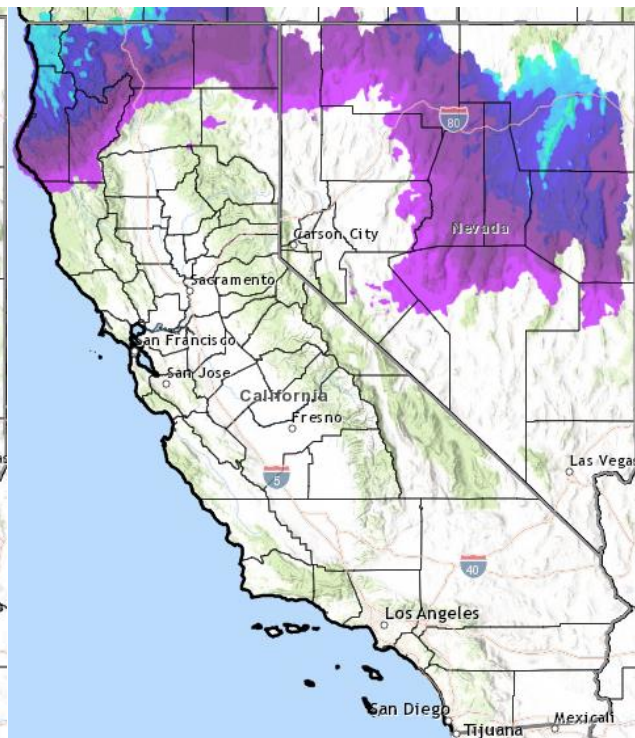 80
Nevada
Carson City
Sacramento
San Francisco
San Jose
California
Fresno
Las Vegas
5
40
Los Angeles
San Diego
Mexicali
Tijuana